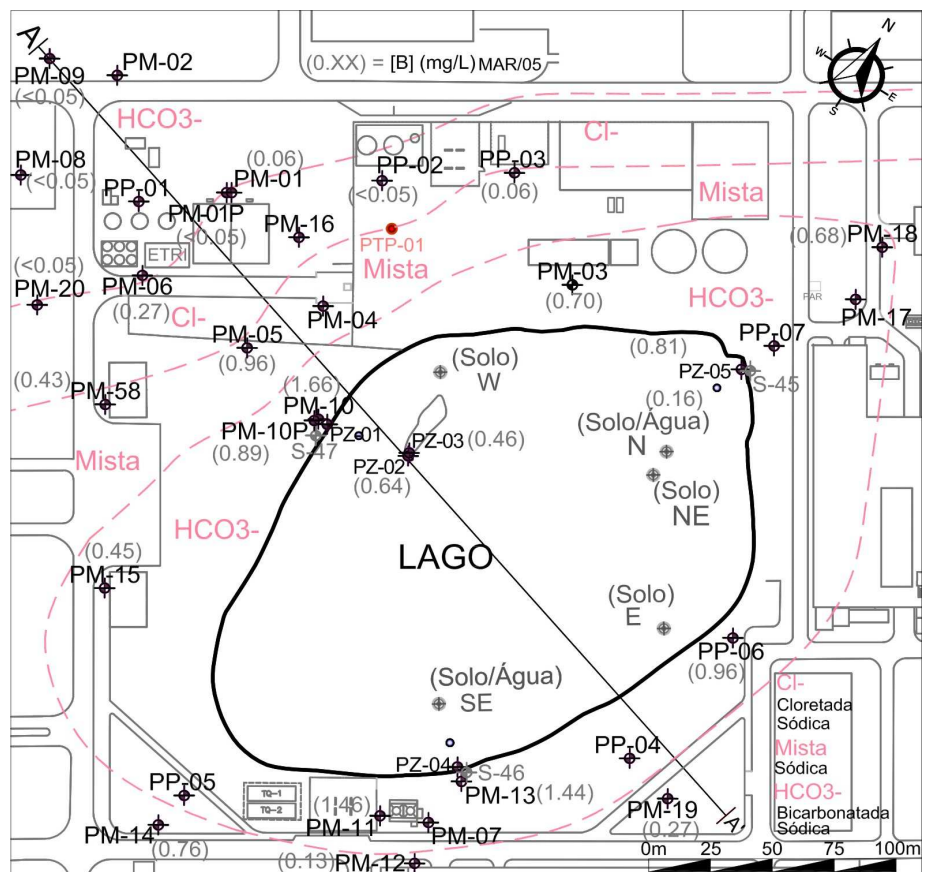 A
(0.XX) = [B] (mg/L) MAR/05
N
W
E
S
PM-09
(<0.05)
PM-02
HCO3-
Cl-
PM-08
(<0.05)
PP-01
(0.06)
PM-01
PM-01P
(<0.05)
PP-02
(<0.05)
PP-03
(0.06)
Mista
PM-16
PTP-01
Mista
ETRI
(0.68)
PM-18
(<0.05)
PM-20
PM-06
(0.27)
PM-03
(0.70)
HCO3-
PAR
PM-17
Cl-
PM-04
PM-05
(0.96)
(0.81)
PP-07
(Solo)
W
PZ-05
S-45
(0.16)
(0.43)
PM-58
(1.66)
PM-10
PM-10P
PZ-01
S-47
(0.89)
PZ-03
(0.46)
PZ-02
(0.64)
(Solo/Água)
N
(Solo)
NE
Mista
HCO3-
LAGO
(0.45)
PM-15
(Solo)
E
PP-06
(0.96)
(Solo/Água)
SE
Cl-
Cloretada
Sódica
Mista
Sódica
HCO3-
Bicarbonatada
Sódica
PZ-04
S-46
PM-13
(1.44)
PP-04
PP-05
TQ-1
TQ-2
(1.46)
PM-11
PM-07
PM-19
(0.27)
A'
PM-14
(0.76)
(0.13)
PM-12
0m 25 50 75 100m